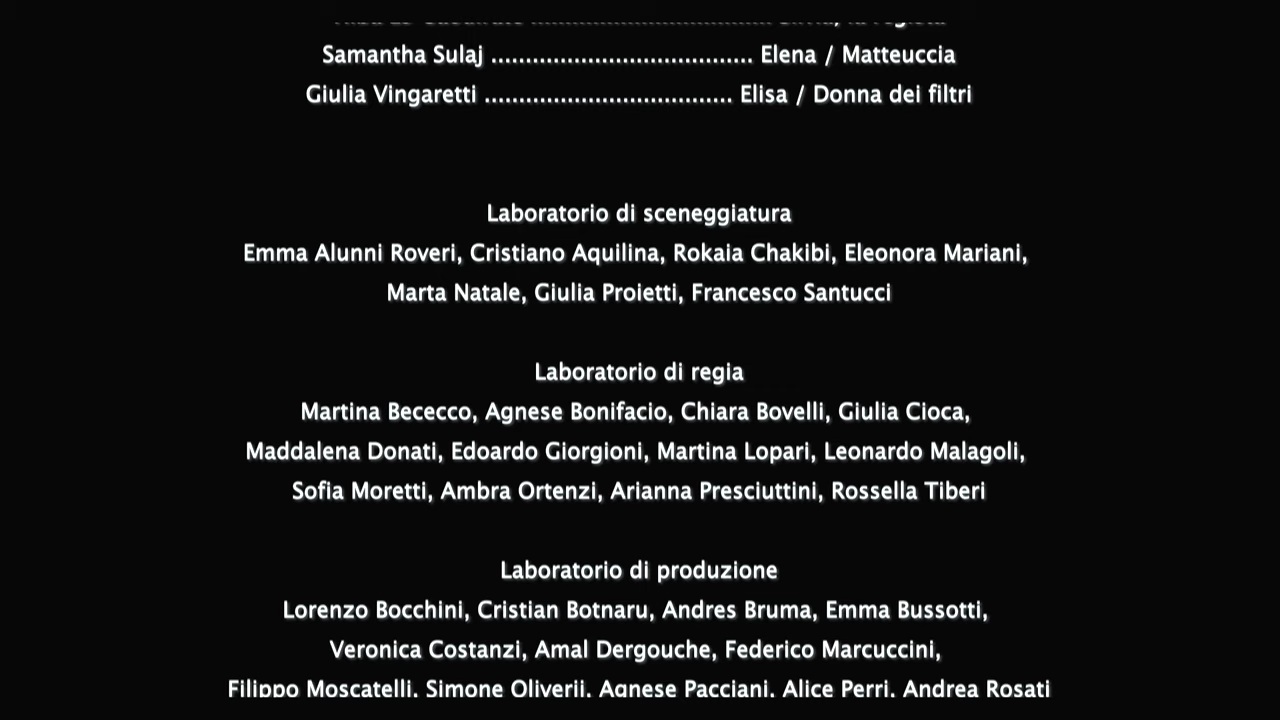 Samantha Sulaj ...................................... Elena / Matteuccia
Giulia Vingaretti .................................... Elisa / Donna dei filtri
Laboratorio di sceneggiatura
Emma Alunni Roveri, Cristiano Aquilina, Rokaia Chakibi, Eleonora Mariani,
Marta Natale, Giulia Proietti, Francesco Santucci
Laboratorio di regia
Martina Bececco, Agnese Bonifacio, Chiara Bovelli, Giulia Cioca,
Maddalena Donati, Edoardo Giorgioni, Martina Lopari, Leonardo Malagoli,
Sofia Moretti, Ambra Ortenzi, Arianna Presciuttini, Rossella Tiberi
Laboratorio di produzione
Lorenzo Bocchini, Cristian Botnaru, Andres Bruma, Emma Bussotti,
Veronica Costanzi, Amal Dergouche, Federico Marcuccini,
Filippo Moscatelli, Simone Oliverii, Agnese Pacciani, Alice Perri, Andrea Rosati